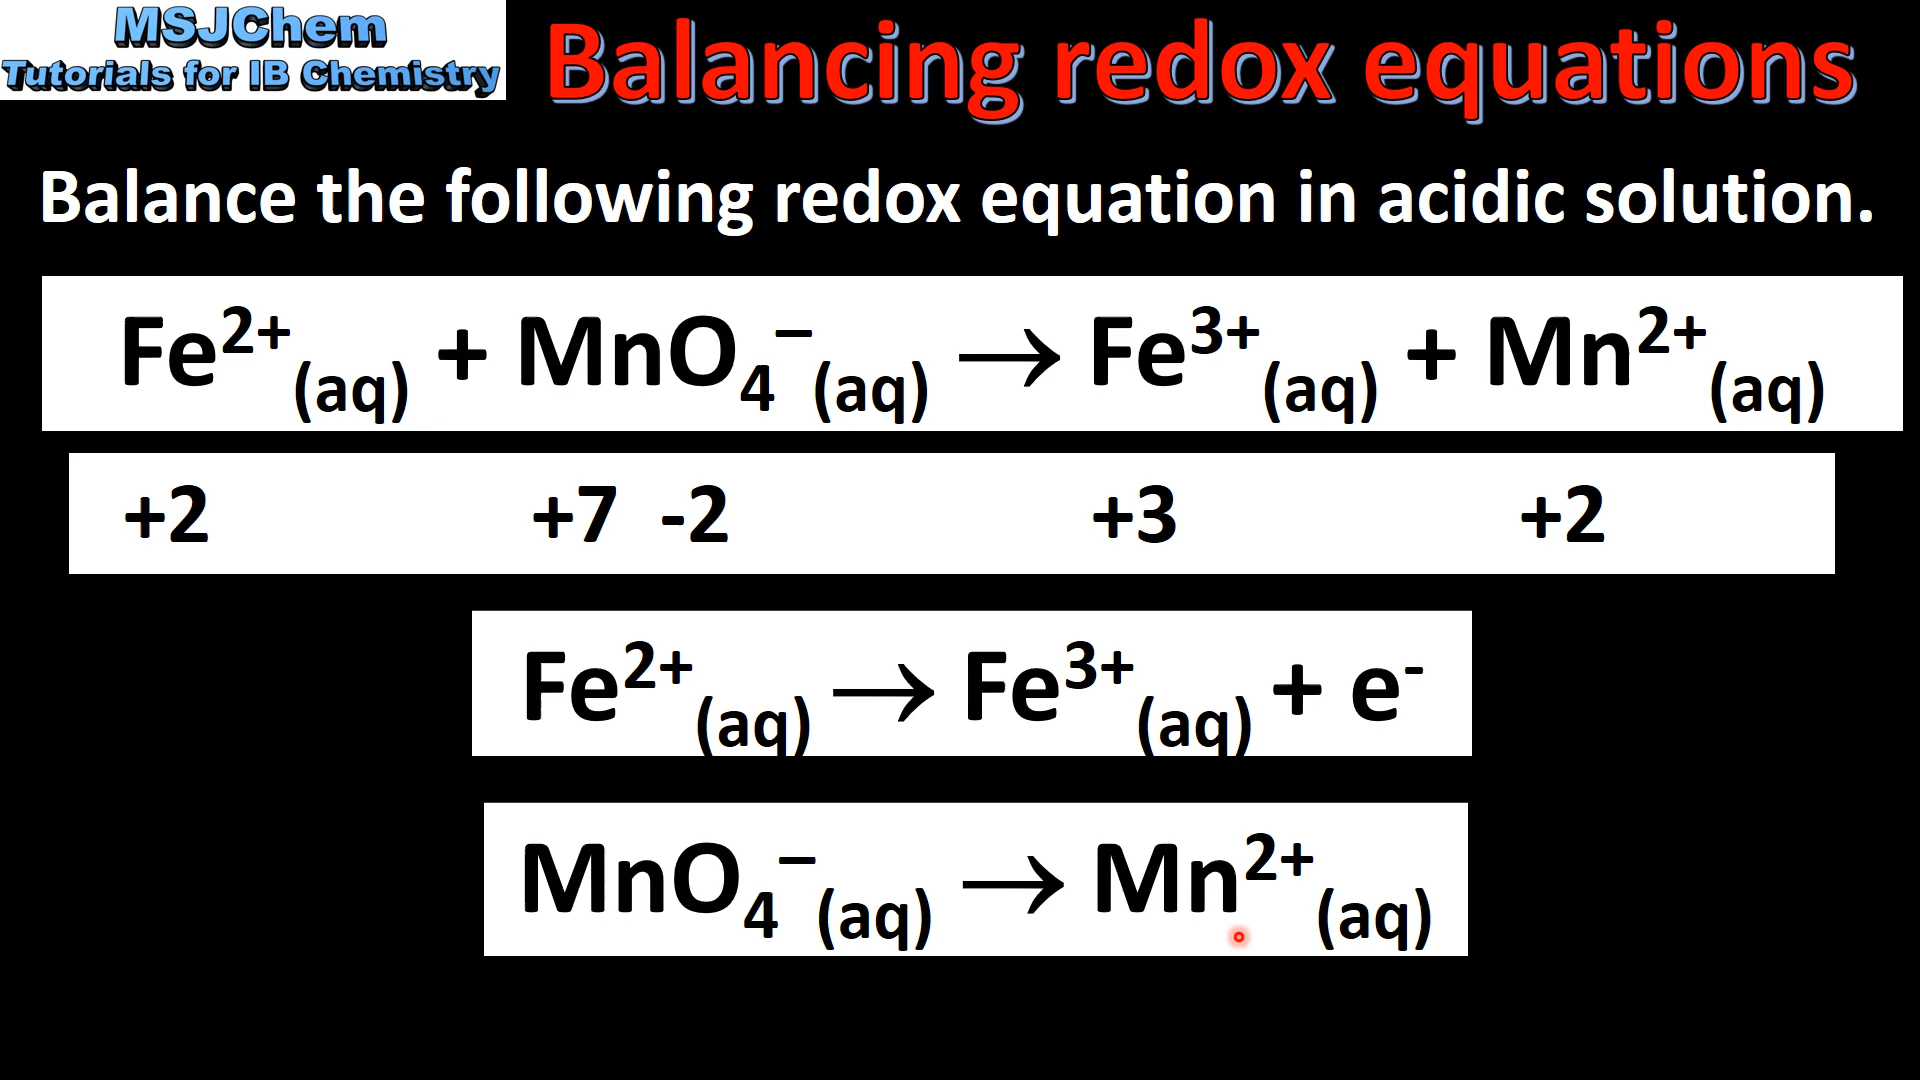 MSJChem
Tutorials for IB Chemistry
Balancing redox equations
Balance the following redox equation in acidic solution.
Fe²⁺(aq) + MnO₄⁻(aq) → Fe³⁺(aq) + Mn²⁺(aq)
+2 +7 -2 +3 +2
Fe²⁺(aq) → Fe³⁺(aq) + e⁻
MnO₄⁻(aq) → Mn²⁺(aq)